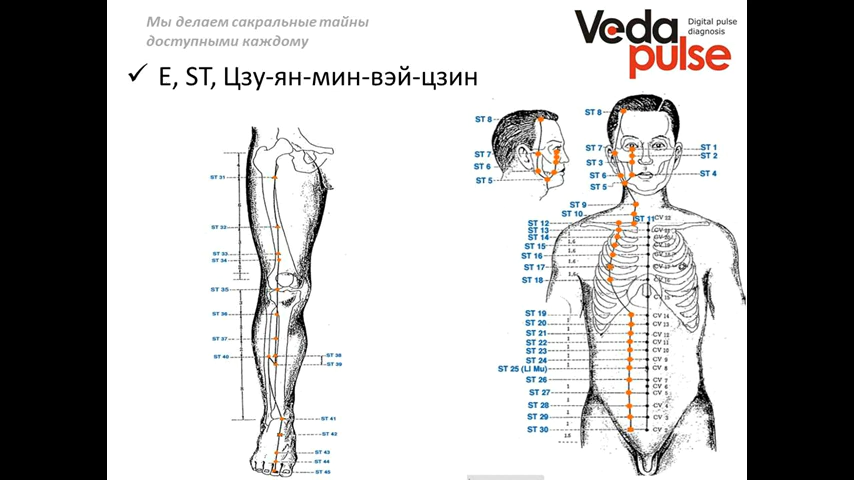 Мы делаем сакральные тайны
доступными каждому
Veda
pulse
Digital pulse
diagnosis
✓ E, ST, Цзу-ян-мин-вэй-цзин
ST 31
ST 32
ST 33
ST 34
ST 35
ST 36
ST 37
ST 40
ST 38
ST 39
ST 41
ST 42
ST 43
ST 44
ST 45
ST 8
ST 7
ST 6
ST 5
ST 8
ST 7
ST 3
ST 6
ST 5
ST 1
ST 2
ST 4
ST 9
ST 10
ST 11
ST 12
ST 13
ST 14
ST 15
ST 16
ST 17
ST 18
ST 19
ST 20
ST 21
ST 22
ST 23
ST 24
ST 25 (Li Mu)
ST 26
ST 27
ST 28
ST 29
ST 30
CV 22
CV 14
CV 13
CV 12
CV 11
CV 10
CV 9
CV 8
CV 7
CV 6
CV 5
CV 4
CV 3
CV 2